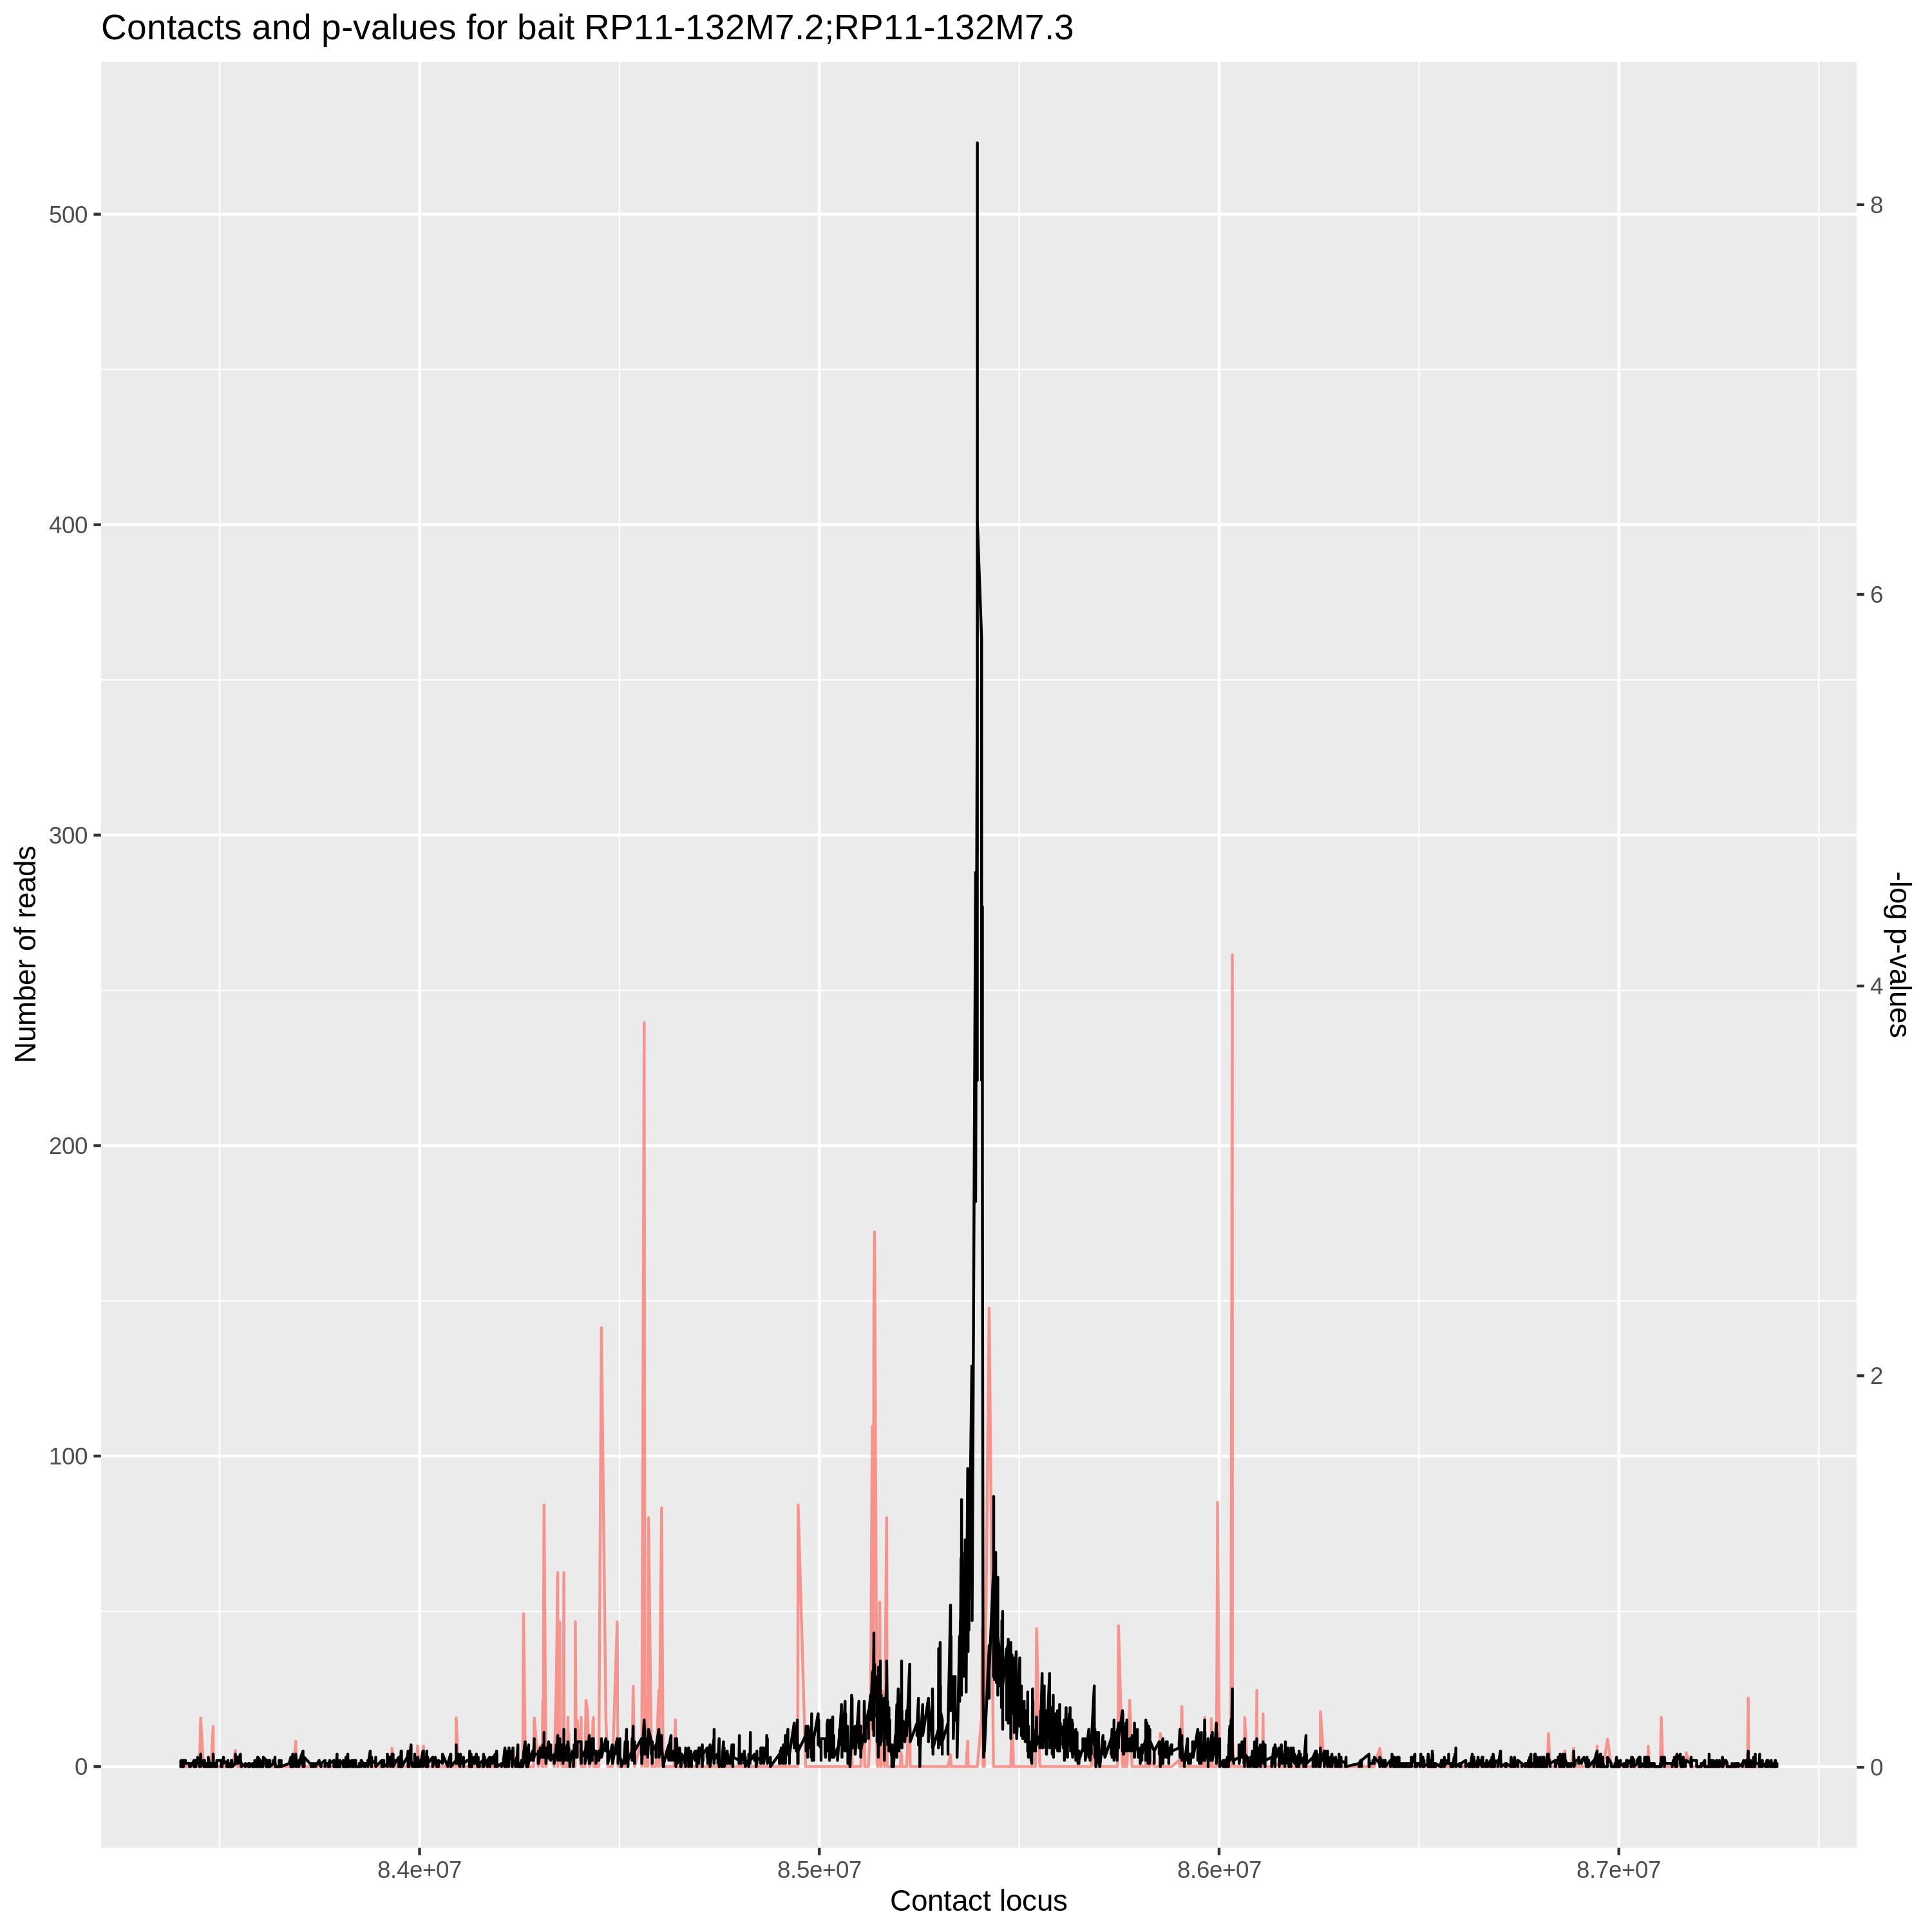 Contacts and p-values for bait RP11-132M7.2;RP11-132M7.3
500
400
300
200
100
0
Number of reads
8
6
4
2
0
-log p-values
8.4e+07
8.5e+07
8.6e+07
8.7e+07
Contact locus